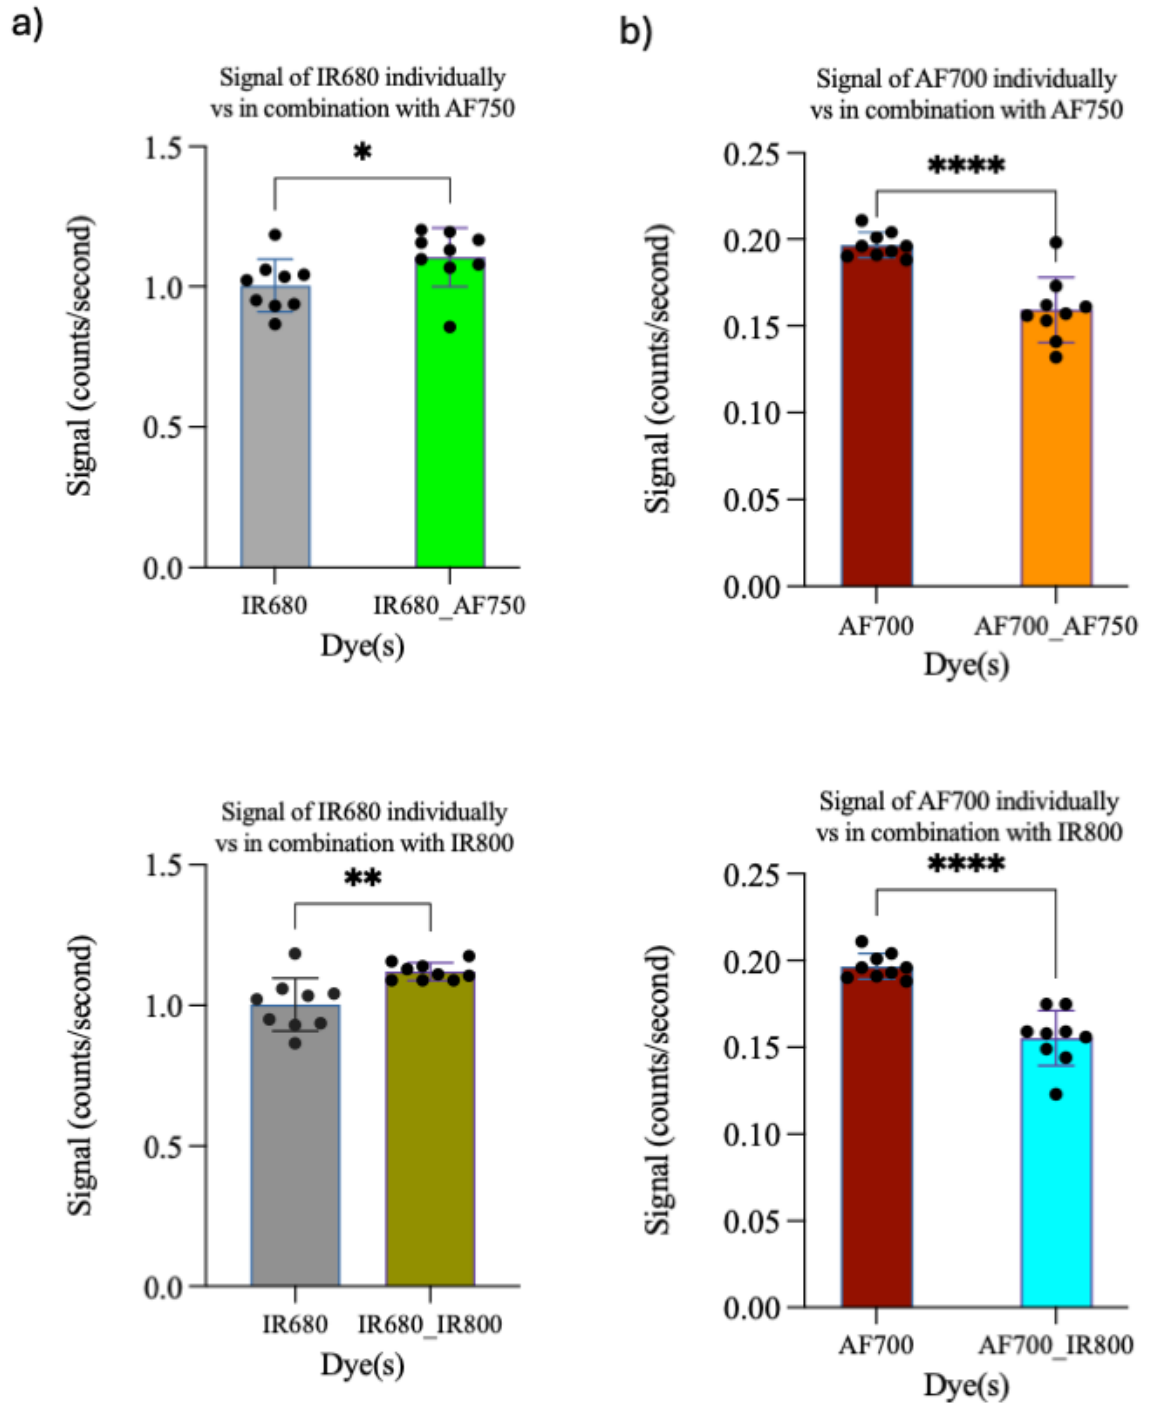 a)
Signal of IR680 individually
vs in combination with AF750
*
1.5
1.0
0.5
0.0
Signal (counts/second)
IR680
IR680_AF750
Dye(s)
b)
Signal of AF700 individually
vs in combination with AF750
****
0.25
0.20
0.15
0.10
0.05
0.00
Signal (counts/second)
AF700
AF700_AF750
Dye(s)
Signal of IR680 individually
vs in combination with IR800
**
1.5
1.0
0.5
0.0
Signal (counts/second)
IR680
IR680_IR800
Dye(s)
Signal of AF700 individually
vs in combination with IR800
****
0.25
0.20
0.15
0.10
0.05
0.00
Signal (counts/second)
AF700
AF700_IR800
Dye(s)